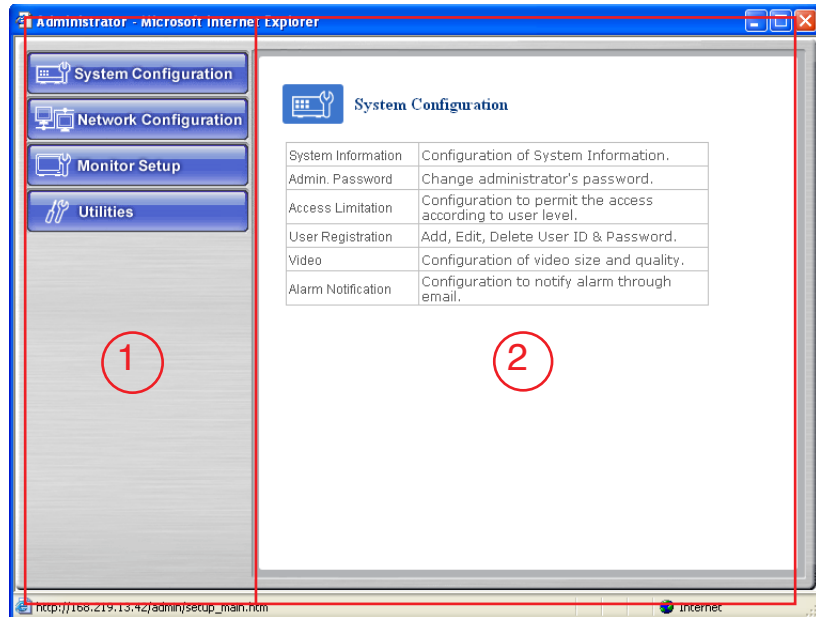 Administrator - Microsoft Internet Explorer
System Configuration
Network Configuration
Monitor Setup
Utilities
1
System Configuration
System Information Configuration of System Information.
Admin. Password Change administrator's password.
Access Limitation Configuration to permit the access
according to user level.
User Registration Add, Edit, Delete User ID & Password.
Video Configuration of video size and quality.
Alarm Notification Configuration to notify alarm through
email.
2
http://168.219.13.42/admin/setup_main.htm
Internet